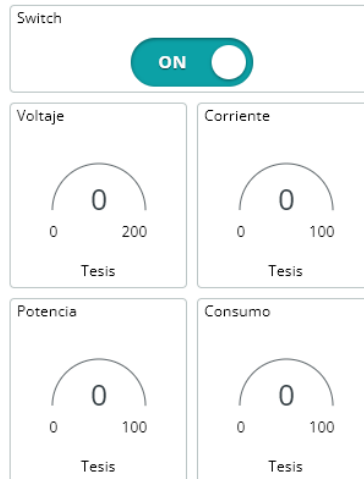 Switch
ON
Voltaje
0
0 200
Tesis
Corriente
0
0 100
Tesis
Potencia
0
0 100
Tesis
Consumo
0
0 100
Tesis